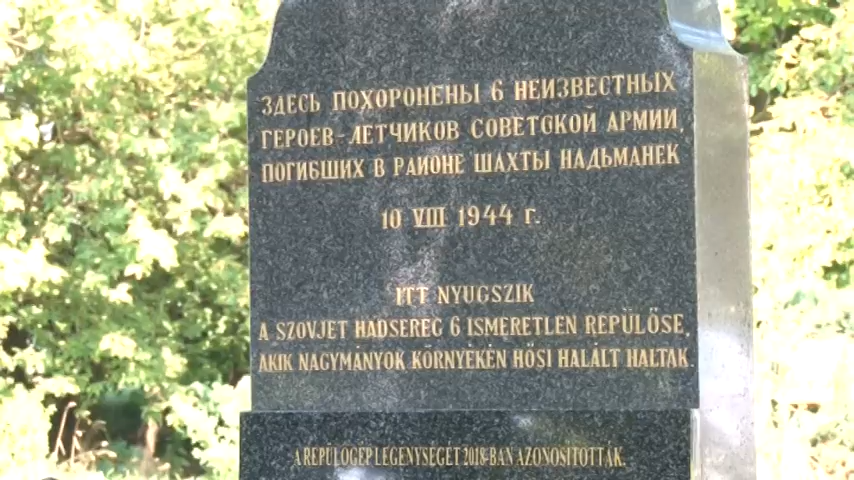 ЗДЕСЬ ПОХОРОНЕНЫ 6 НЕИЗВЕСТНЫХ
ГЕРОЕВ-ЛЕТЧИКОВ СОВЕТСКОЙ АРМИИ,
ПОГИБШИХ В РАЙОНЕ ШАХТЫ НАДЬМАНЕК
10 VIII 1944 г.
ITT NYUGSZIK
A SZOVJET HADSEREG 6 ISMERETLEN REPÜLŐSE,
AKIK NAGYMÁNYOK KÖRNYÉKÉN HŐSI HALÁLT HALTAK.
A REPÜLŐGÉP LEGÉNYSÉGÉT 2018-BAN AZONOSÍTOTTÁK.